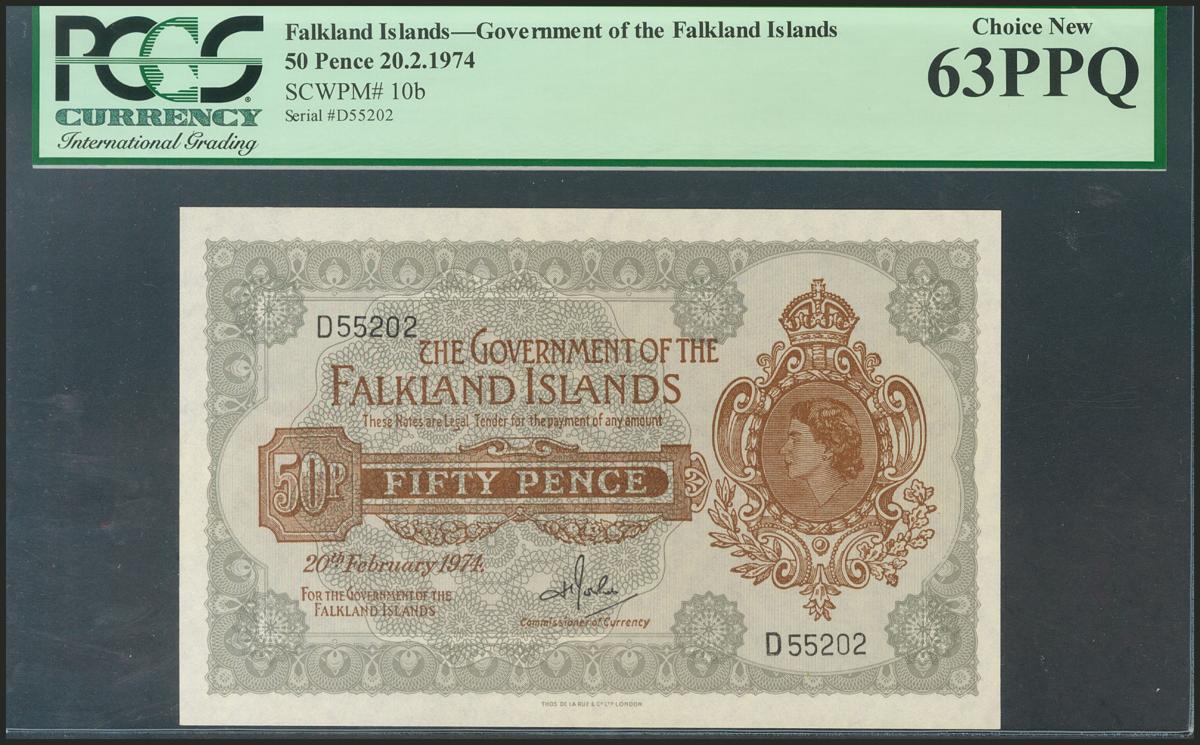 PCGS
CURRENCY
International Grading
Falkland Islands—Government of the Falkland Islands
50 Pence 20.2.1974
SCWPM# 10b
Serial #D55202
Choice New
63PPQ
D55202
THE GOVERNMENT OF THE
FALKLAND ISLANDS
These Notes are Legal Tender for the payment of any amount
50P
FIFTY PENCE
20th February 1974.
FOR THE GOVERNMENT OF THE
FALKLAND ISLANDS
Commissioner of Currency
D55202
THOS DE LA RUE & CO LTD LONDON